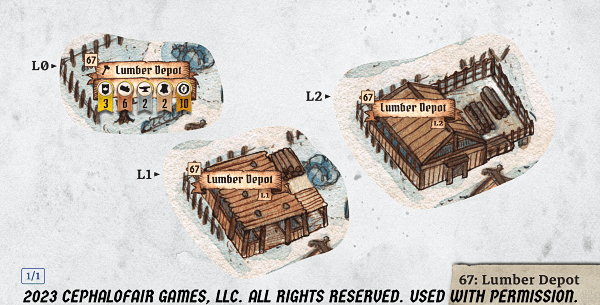 L0
67
Lumber Depot
3 6 2 2 10
L2
67
Lumber Depot
L2
L1
67
Lumber Depot
L1
1/1
67: Lumber Depot
2023 CEPHALOFAIR GAMES, LLC. ALL RIGHTS RESERVED. USED WITH PERMISSION.